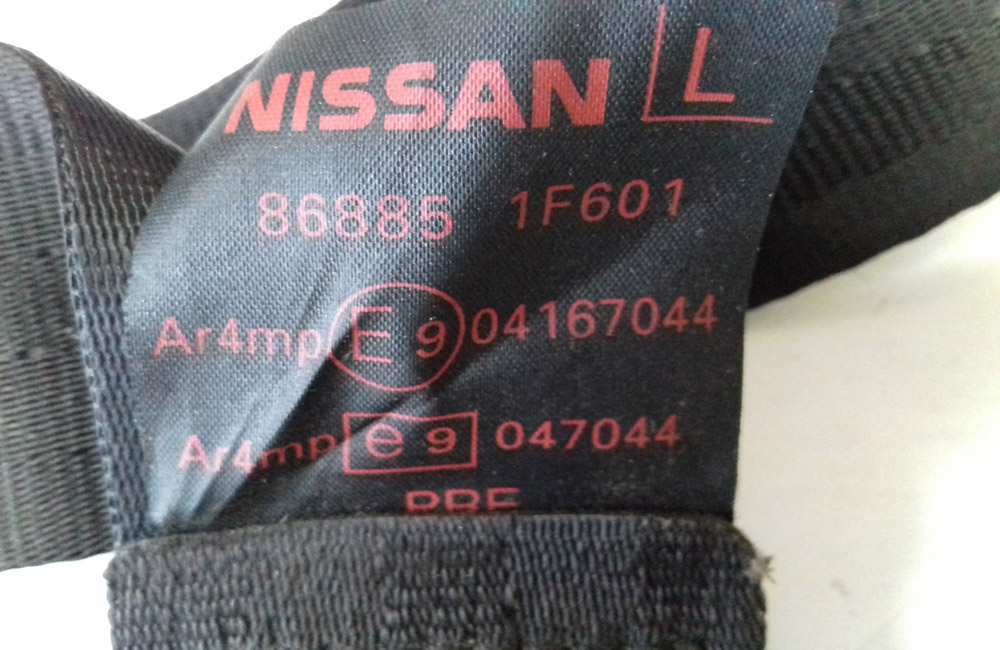 NISSAN L
86885 1F601
Ar4mp E 9 04167044
Ar4mp e 9 047044